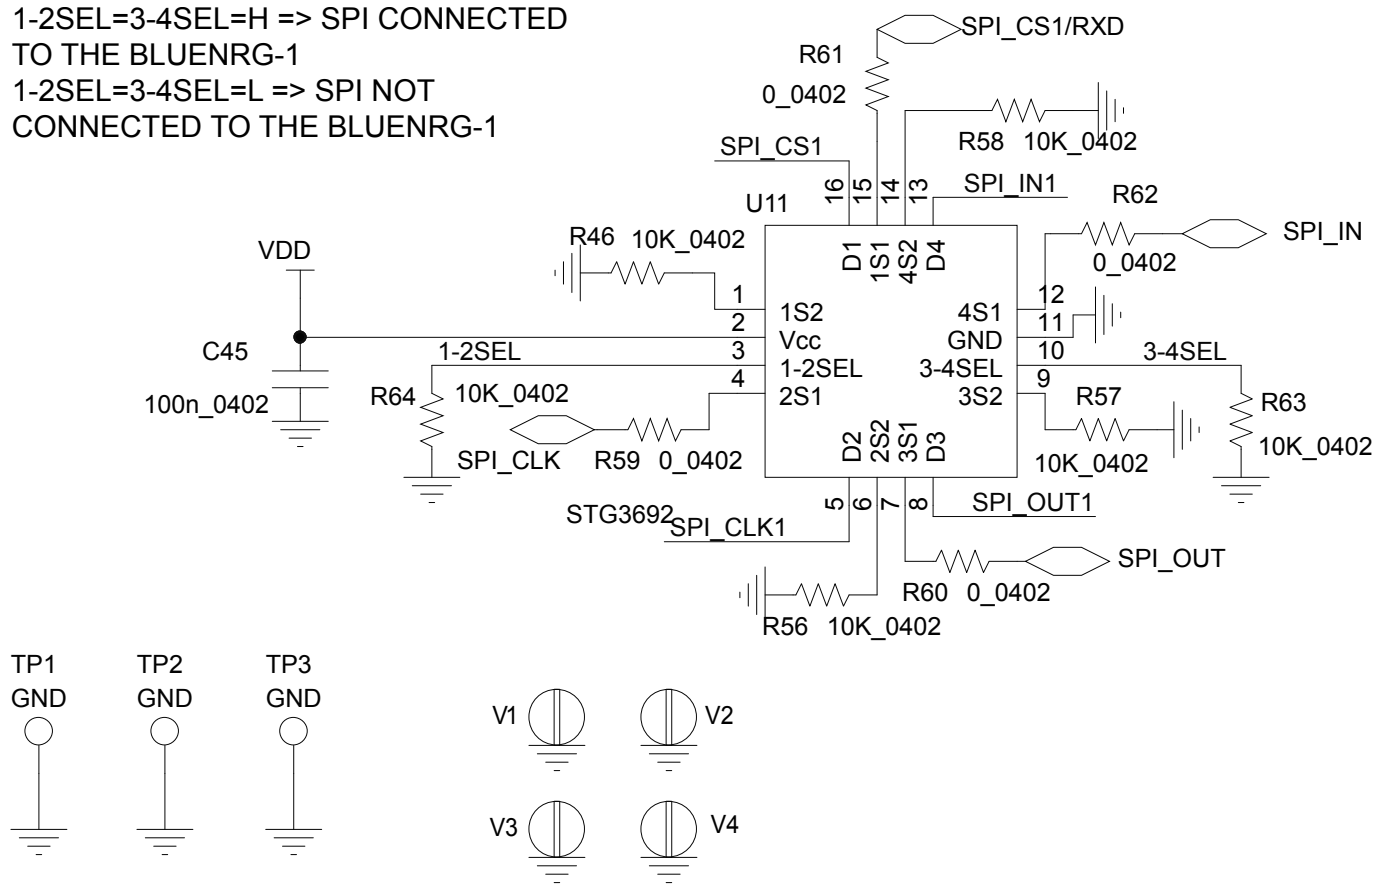 1-2SEL=3-4SEL=H => SPI CONNECTED
TO THE BLUENRG-1
1-2SEL=3-4SEL=L => SPI NOT
CONNECTED TO THE BLUENRG-1
SPI_CS1/RXD
R61
0_0402
R58 10K_0402
SPI_CS1
16
15
14
13
SPI_IN1
R62
U11
SPI_IN
0_0402
R46 10K_0402
VDD
D1
1S1
4S2
D4
1
1S2
4S1
12
2
Vcc
GND
11
C45
1-2SEL
3
1-2SEL
3-4SEL
10
3-4SEL
100n_0402
R64
10K_0402
4
2S1
3S2
9
R57
R63
SPI_CLK
R59 0_0402
D2
2S2
3S1
D3
10K_0402
10K_0402
STG3692
SPI_CLK1
5
6
7
8
SPI_OUT1
SPI_OUT
R60 0_0402
R56 10K_0402
TP1
GND
TP2
GND
TP3
GND
V1
V2
V3
V4